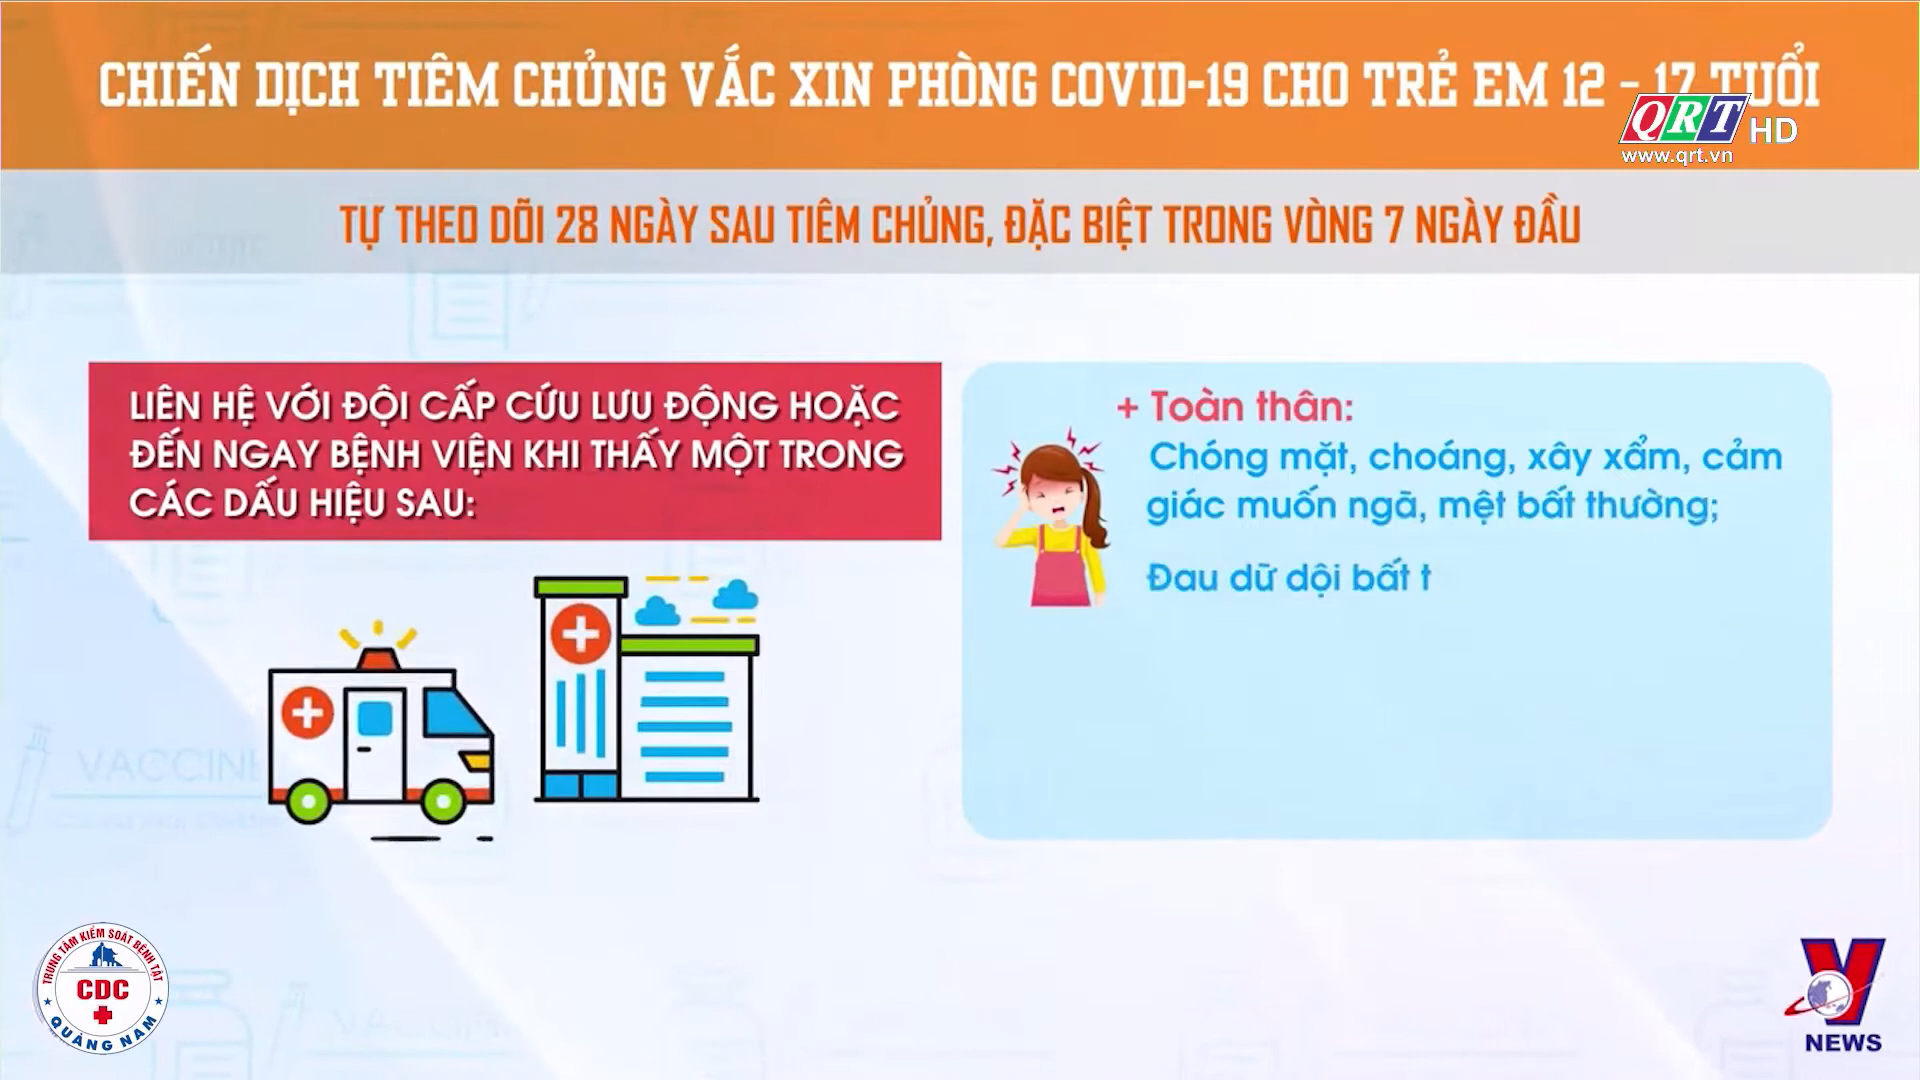 CHIẾN DỊCH TIÊM CHỦNG VẮC XIN PHÒNG COVID-19 CHO TRẺ EM 12 - 17 TUỔI
QRT HD
www.qrt.vn
TỰ THEO DÕI 28 NGÀY SAU TIÊM CHỦNG, ĐẶC BIỆT TRONG VÒNG 7 NGÀY ĐẦU
LIÊN HỆ VỚI ĐỘI CẤP CỨU LƯU ĐỘNG HOẶC
ĐẾN NGAY BỆNH VIỆN KHI THẤY MỘT TRONG
CÁC DẤU HIỆU SAU:
+ Toàn thân:
Chóng mặt, choáng, xây xẩm, cảm
giác muốn ngã, mệt bất thường;
Đau dữ dội bất t
VACCINE
TRUNG TÂM KIỂM SOÁT BỆNH TẬT
CDC
QUẢNG NAM
NEWS